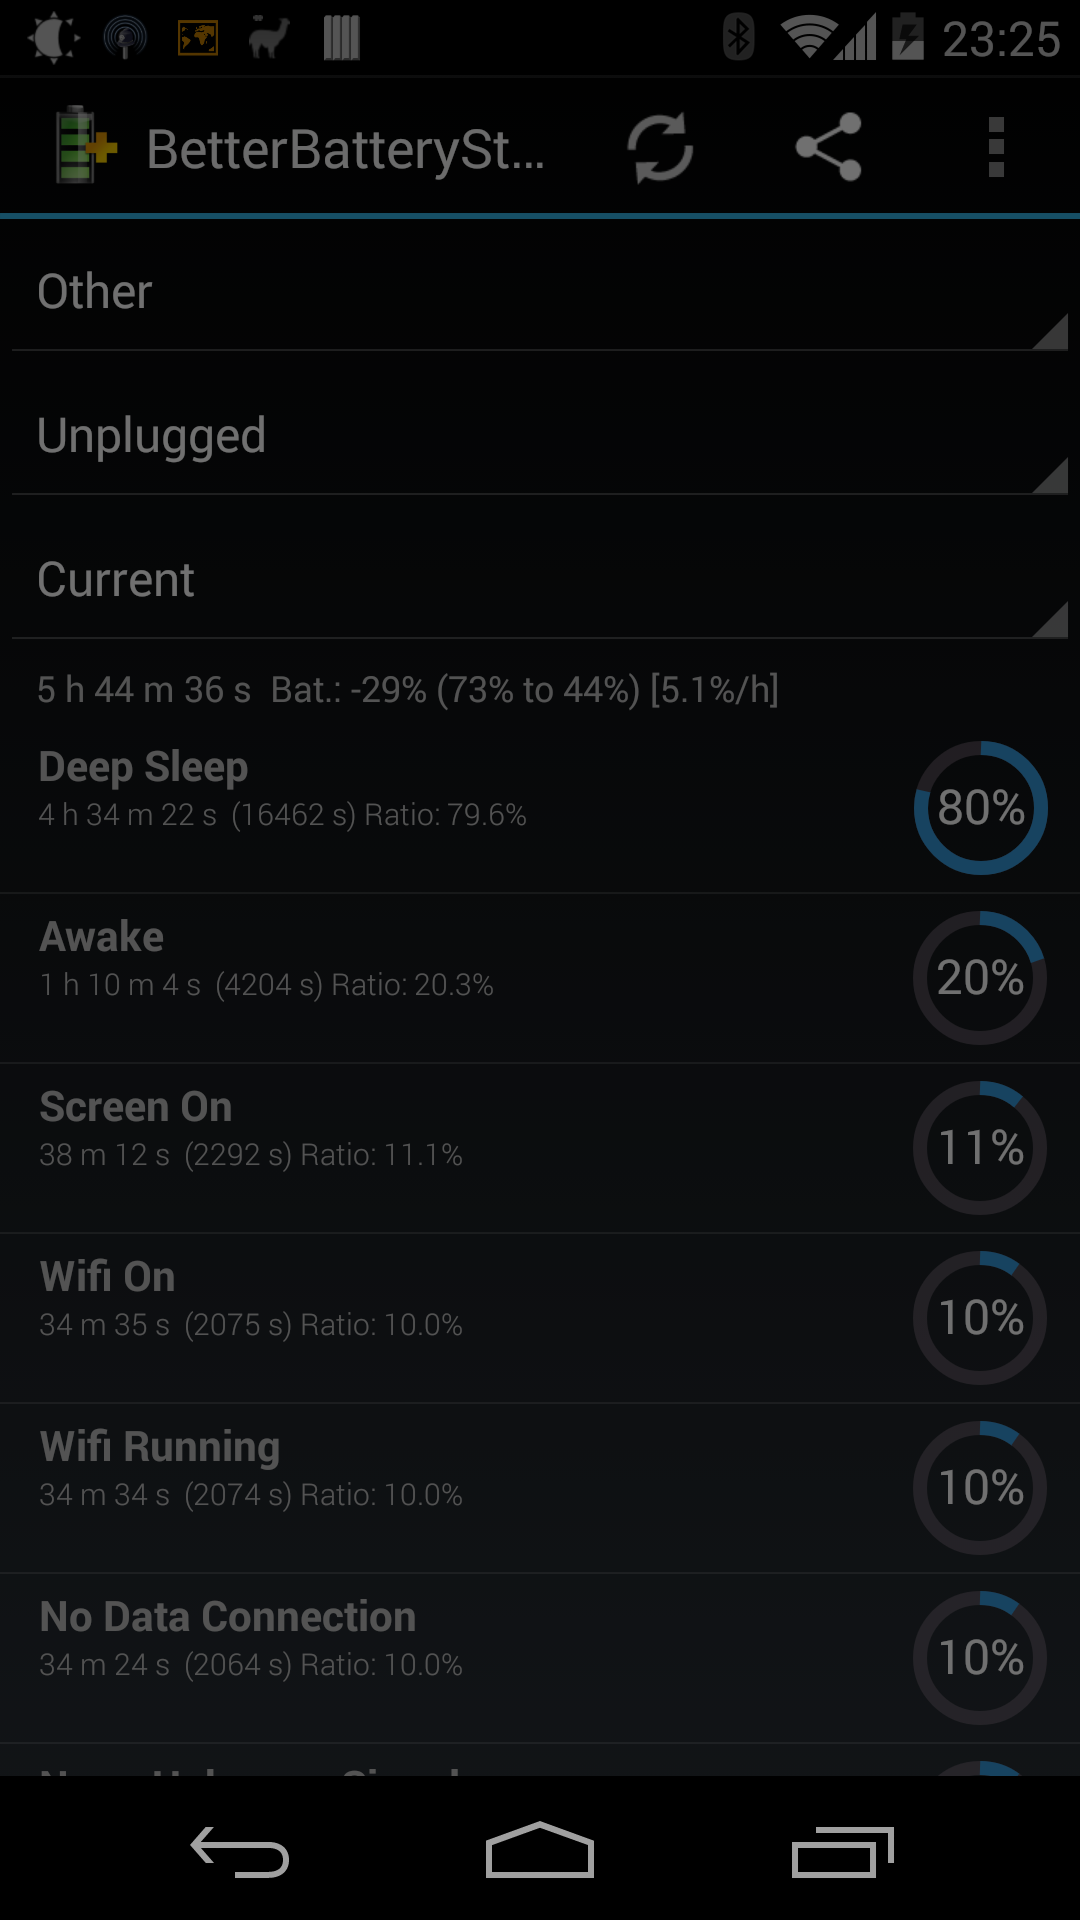 23:25
BetterBatterySt...
Other
Unplugged
Current
5 h 44 m 36 s  Bat.: -29% (73% to 44%) [5.1%/h]
Deep Sleep
4 h 34 m 22 s  (16462 s) Ratio: 79.6%
80%
Awake
1 h 10 m 4 s  (4204 s) Ratio: 20.3%
20%
Screen On
38 m 12 s  (2292 s) Ratio: 11.1%
11%
Wifi On
34 m 35 s  (2075 s) Ratio: 10.0%
10%
Wifi Running
34 m 34 s  (2074 s) Ratio: 10.0%
10%
No Data Connection
34 m 24 s  (2064 s) Ratio: 10.0%
10%